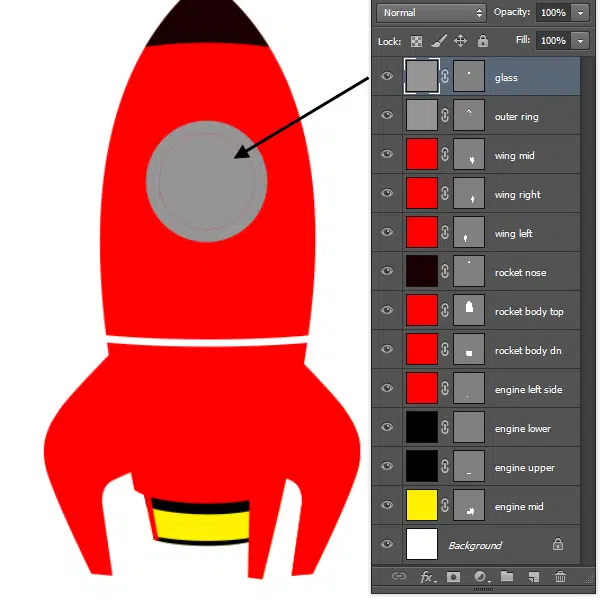 Normal
Opacity: 100%
Lock:
Fill: 100%
glass
outer ring
wing mid
wing right
wing left
rocket nose
rocket body top
rocket body dn
engine left side
engine lower
engine upper
engine mid
Background
fx